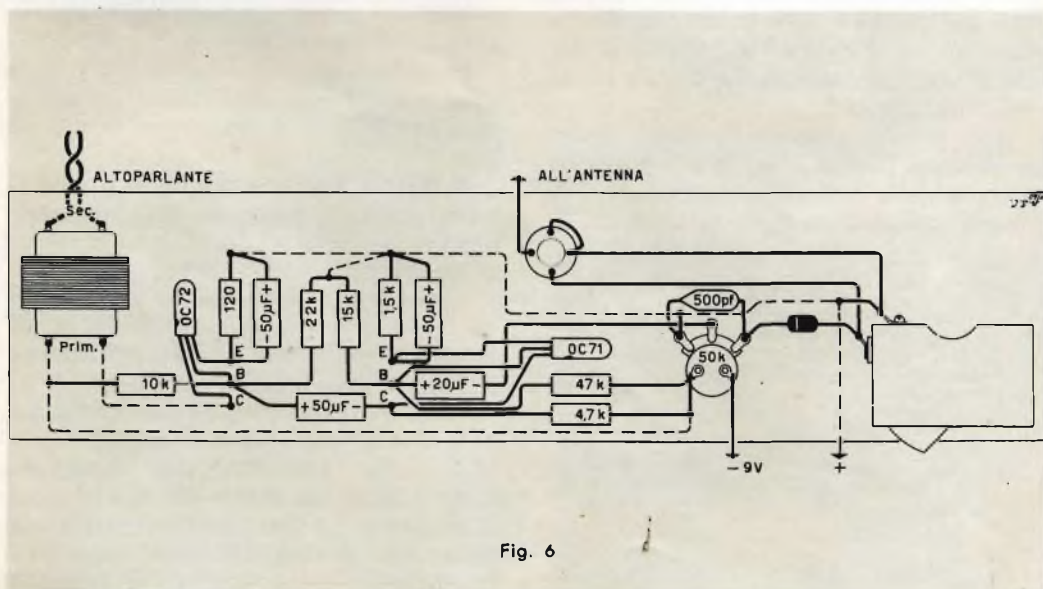 ALTOPARLANTE
ALL'ANTENNA
Sec.
Prim.
OC72
120
-50µF+
22k
15k
1,5k
-50µF+
E
B
C
E
B
C
OC71
500pf
50k
10k
+50µF-
+20µF-
47k
4,7k
-9V
+
Fig. 6